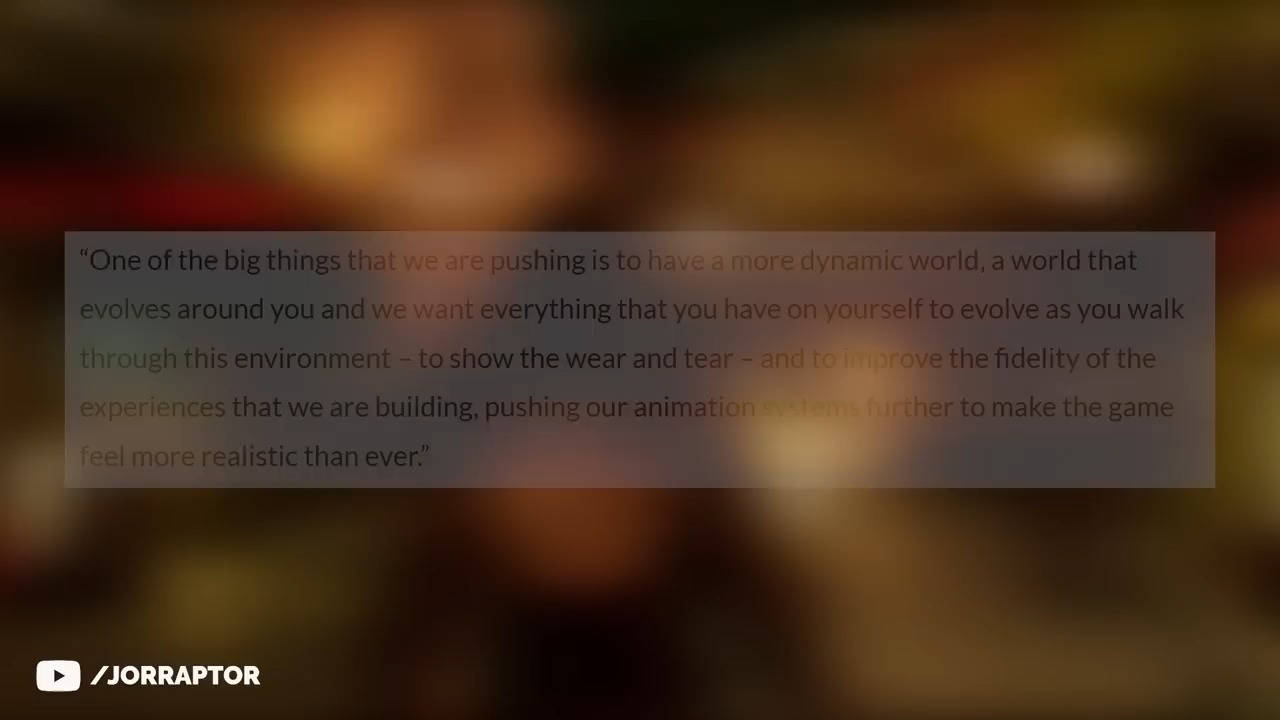 “One of the big things that we are pushing is to have a more dynamic world, a world that
evolves around you and we want everything that you have on yourself to evolve as you walk
through this environment – to show the wear and tear – and to improve the fidelity of the
experiences that we are building, pushing our animation systems further to make the game
feel more realistic than ever.”
/JORRAPTOR